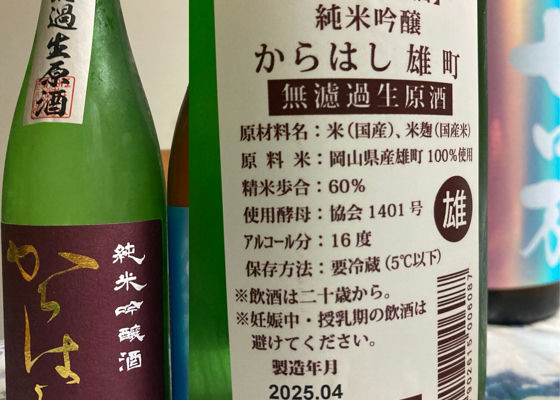 過生原酒
純米吟醸酒
からはし
純米吟醸
からはし 雄町
無濾過生原酒
原材料名：米（国産）、米麹（国産米）
原料米：岡山県産雄町100%使用
精米歩合：60%
使用酵母：協会1401号
アルコール分：16度
保存方法：要冷蔵（5℃以下）
雄
※飲酒は二十歳から。
※妊娠中・授乳期の飲酒は
避けてください。
製造年月
2025.04
4902615006087